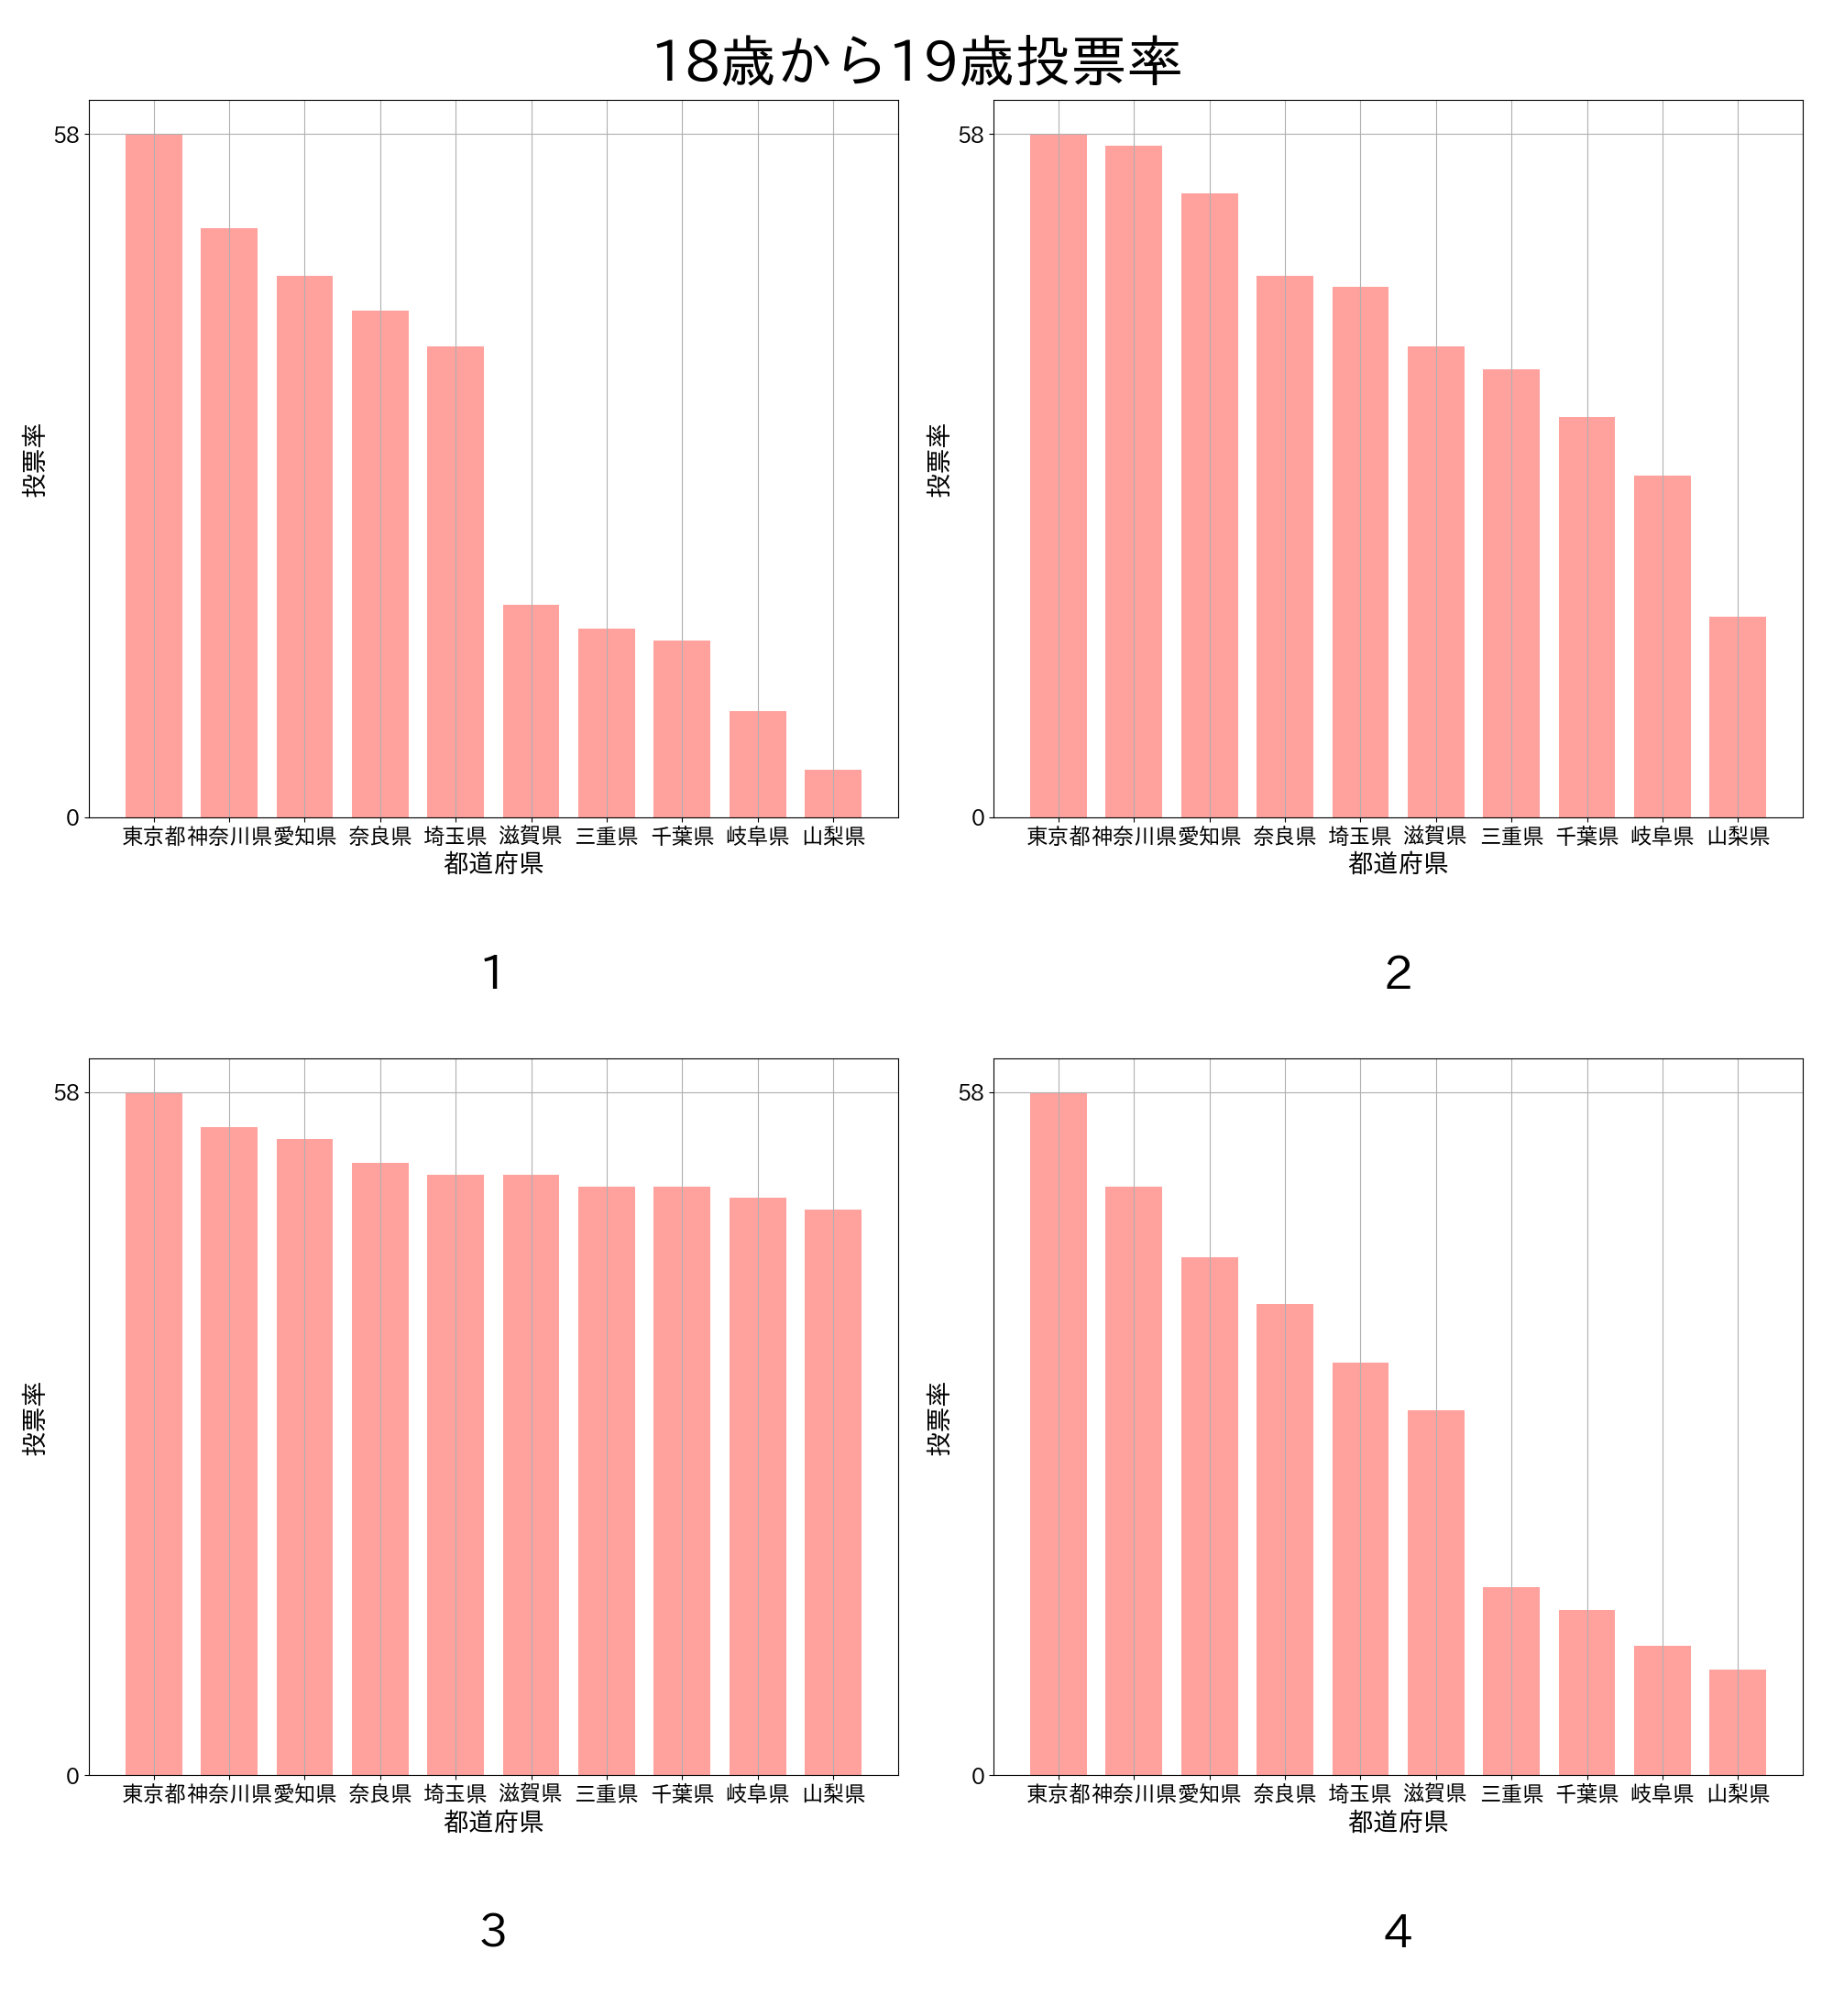 18歳から19歳投票率
58
0
投票率
東京都 神奈川県 愛知県 奈良県 埼玉県 滋賀県 三重県 千葉県 岐阜県 山梨県
都道府県
1
58
0
投票率
東京都 神奈川県 愛知県 奈良県 埼玉県 滋賀県 三重県 千葉県 岐阜県 山梨県
都道府県
2
58
0
投票率
東京都 神奈川県 愛知県 奈良県 埼玉県 滋賀県 三重県 千葉県 岐阜県 山梨県
都道府県
3
58
0
投票率
東京都 神奈川県 愛知県 奈良県 埼玉県 滋賀県 三重県 千葉県 岐阜県 山梨県
都道府県
4